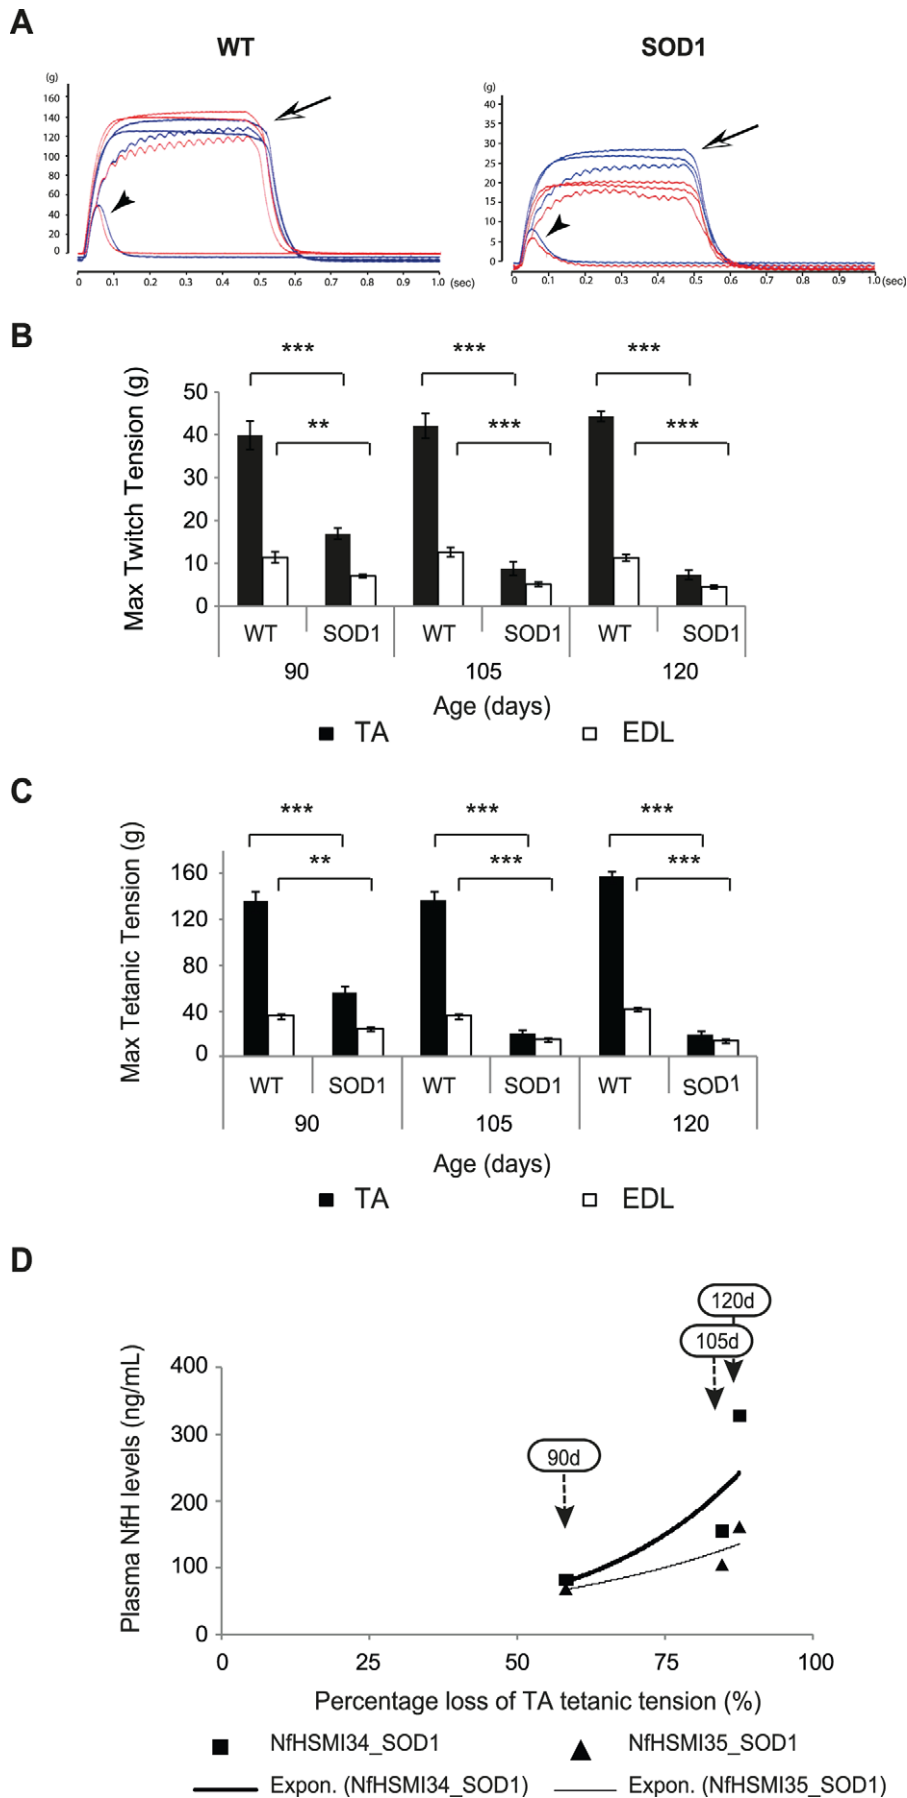 A
WT
SOD1
(g)
160
140
120
100
80
60
40
20
0
0 0.1 0.2 0.3 0.4 0.5 0.6 0.7 0.8 0.9 1.0 (sec)
(g)
40
35
30
25
20
15
10
5
0
0 0.1 0.2 0.3 0.4 0.5 0.6 0.7 0.8 0.9 1.0 (sec)
B
Max Twitch Tension (g)
*** *** ***
** *** ***
50
40
30
20
10
0
WT SOD1 WT SOD1 WT SOD1
90 105 120
Age (days)
TA EDL
C
Max Tetanic Tension (g)
*** *** ***
** *** ***
160
120
80
40
0
WT SOD1 WT SOD1 WT SOD1
90 105 120
Age (days)
TA EDL
D
Plasma NfH levels (ng/mL)
120d
105d
90d
400
300
200
100
0
0 25 50 75 100
Percentage loss of TA tetanic tension (%)
NfHSMI34_SOD1 NfHSMI35_SOD1
Expon. (NfHSMI34_SOD1) Expon. (NfHSMI35_SOD1)